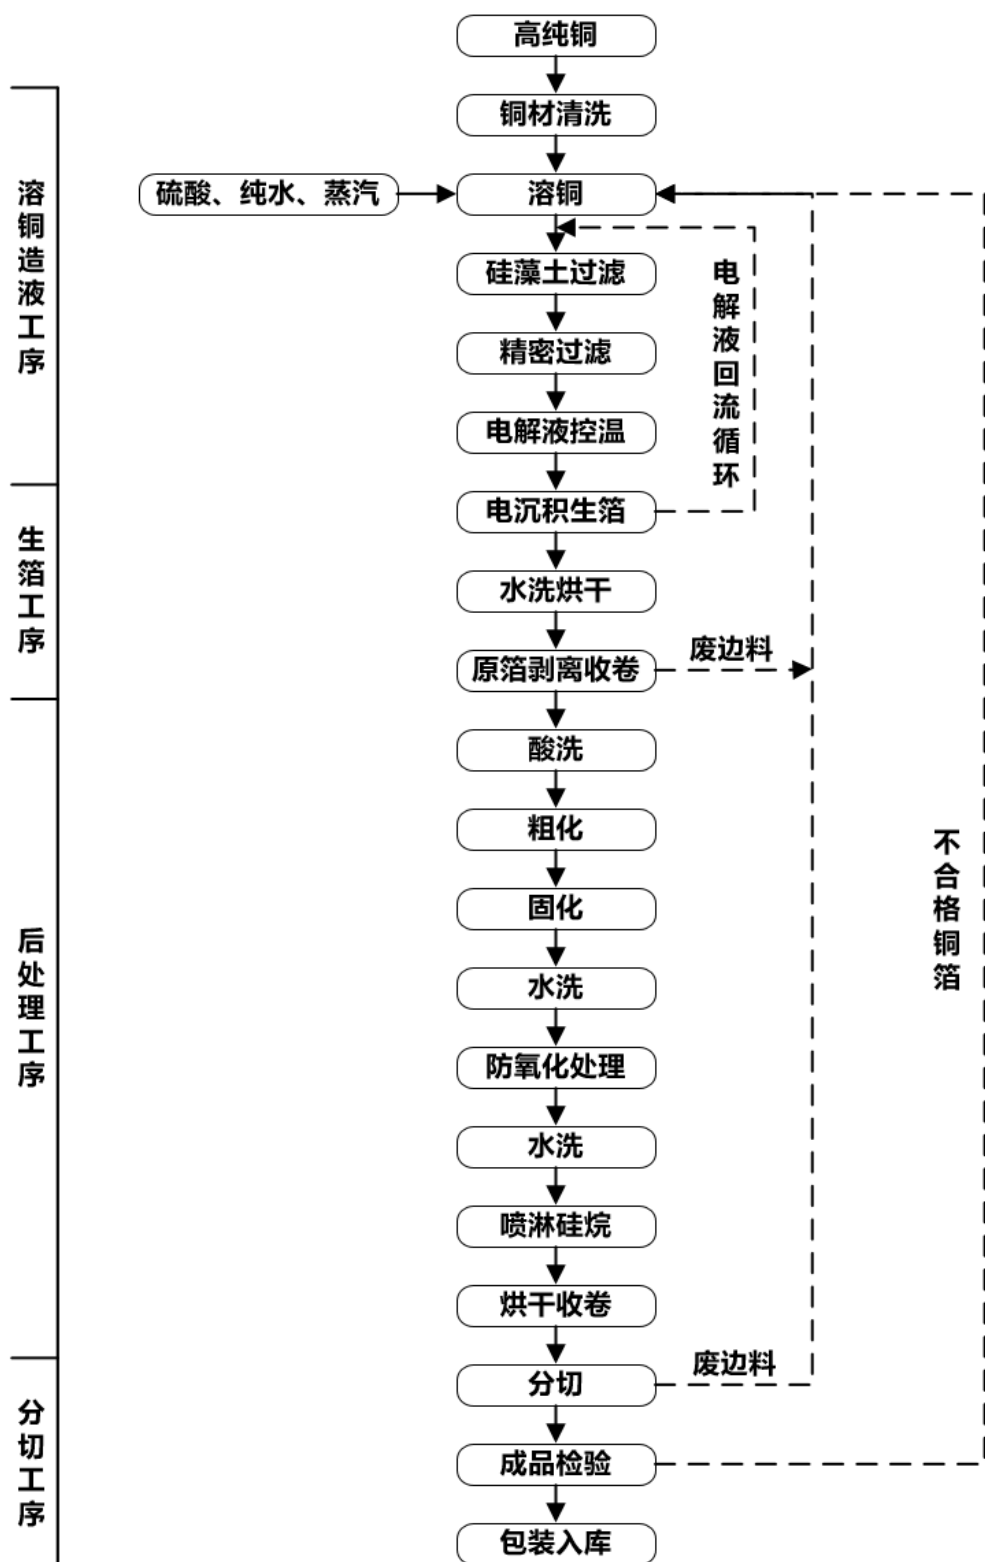 高纯铜
铜材清洗
硫酸、纯水、蒸汽
溶铜
硅藻土过滤
精密过滤
电解液控温
电沉积生箔
水洗烘干
原箔剥离收卷
废边料
酸洗
粗化
固化
水洗
防氧化处理
水洗
喷淋硅烷
烘干收卷
分切
废边料
成品检验
包装入库
溶铜造液工序
生箔工序
后处理工序
分切工序
电解液回流循环
不合格铜箔